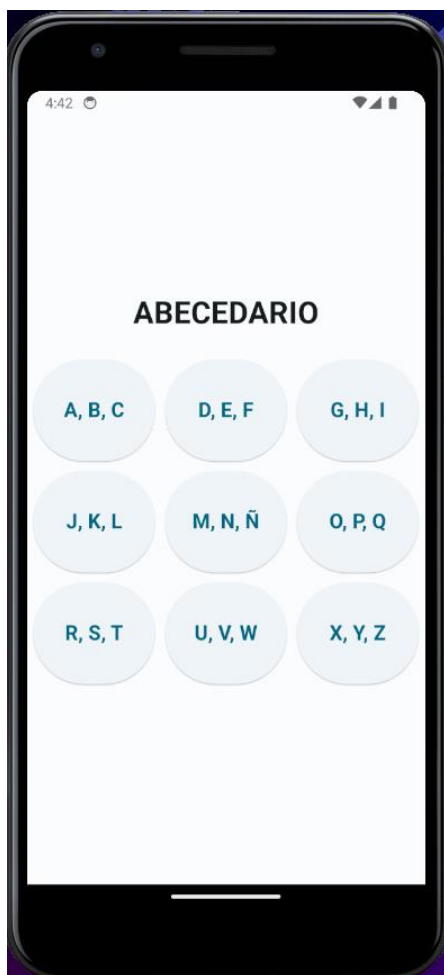 4:42
ABECEDARIO
A, B, C
D, E, F
G, H, I
J, K, L
M, N, Ñ
O, P, Q
R, S, T
U, V, W
X, Y, Z